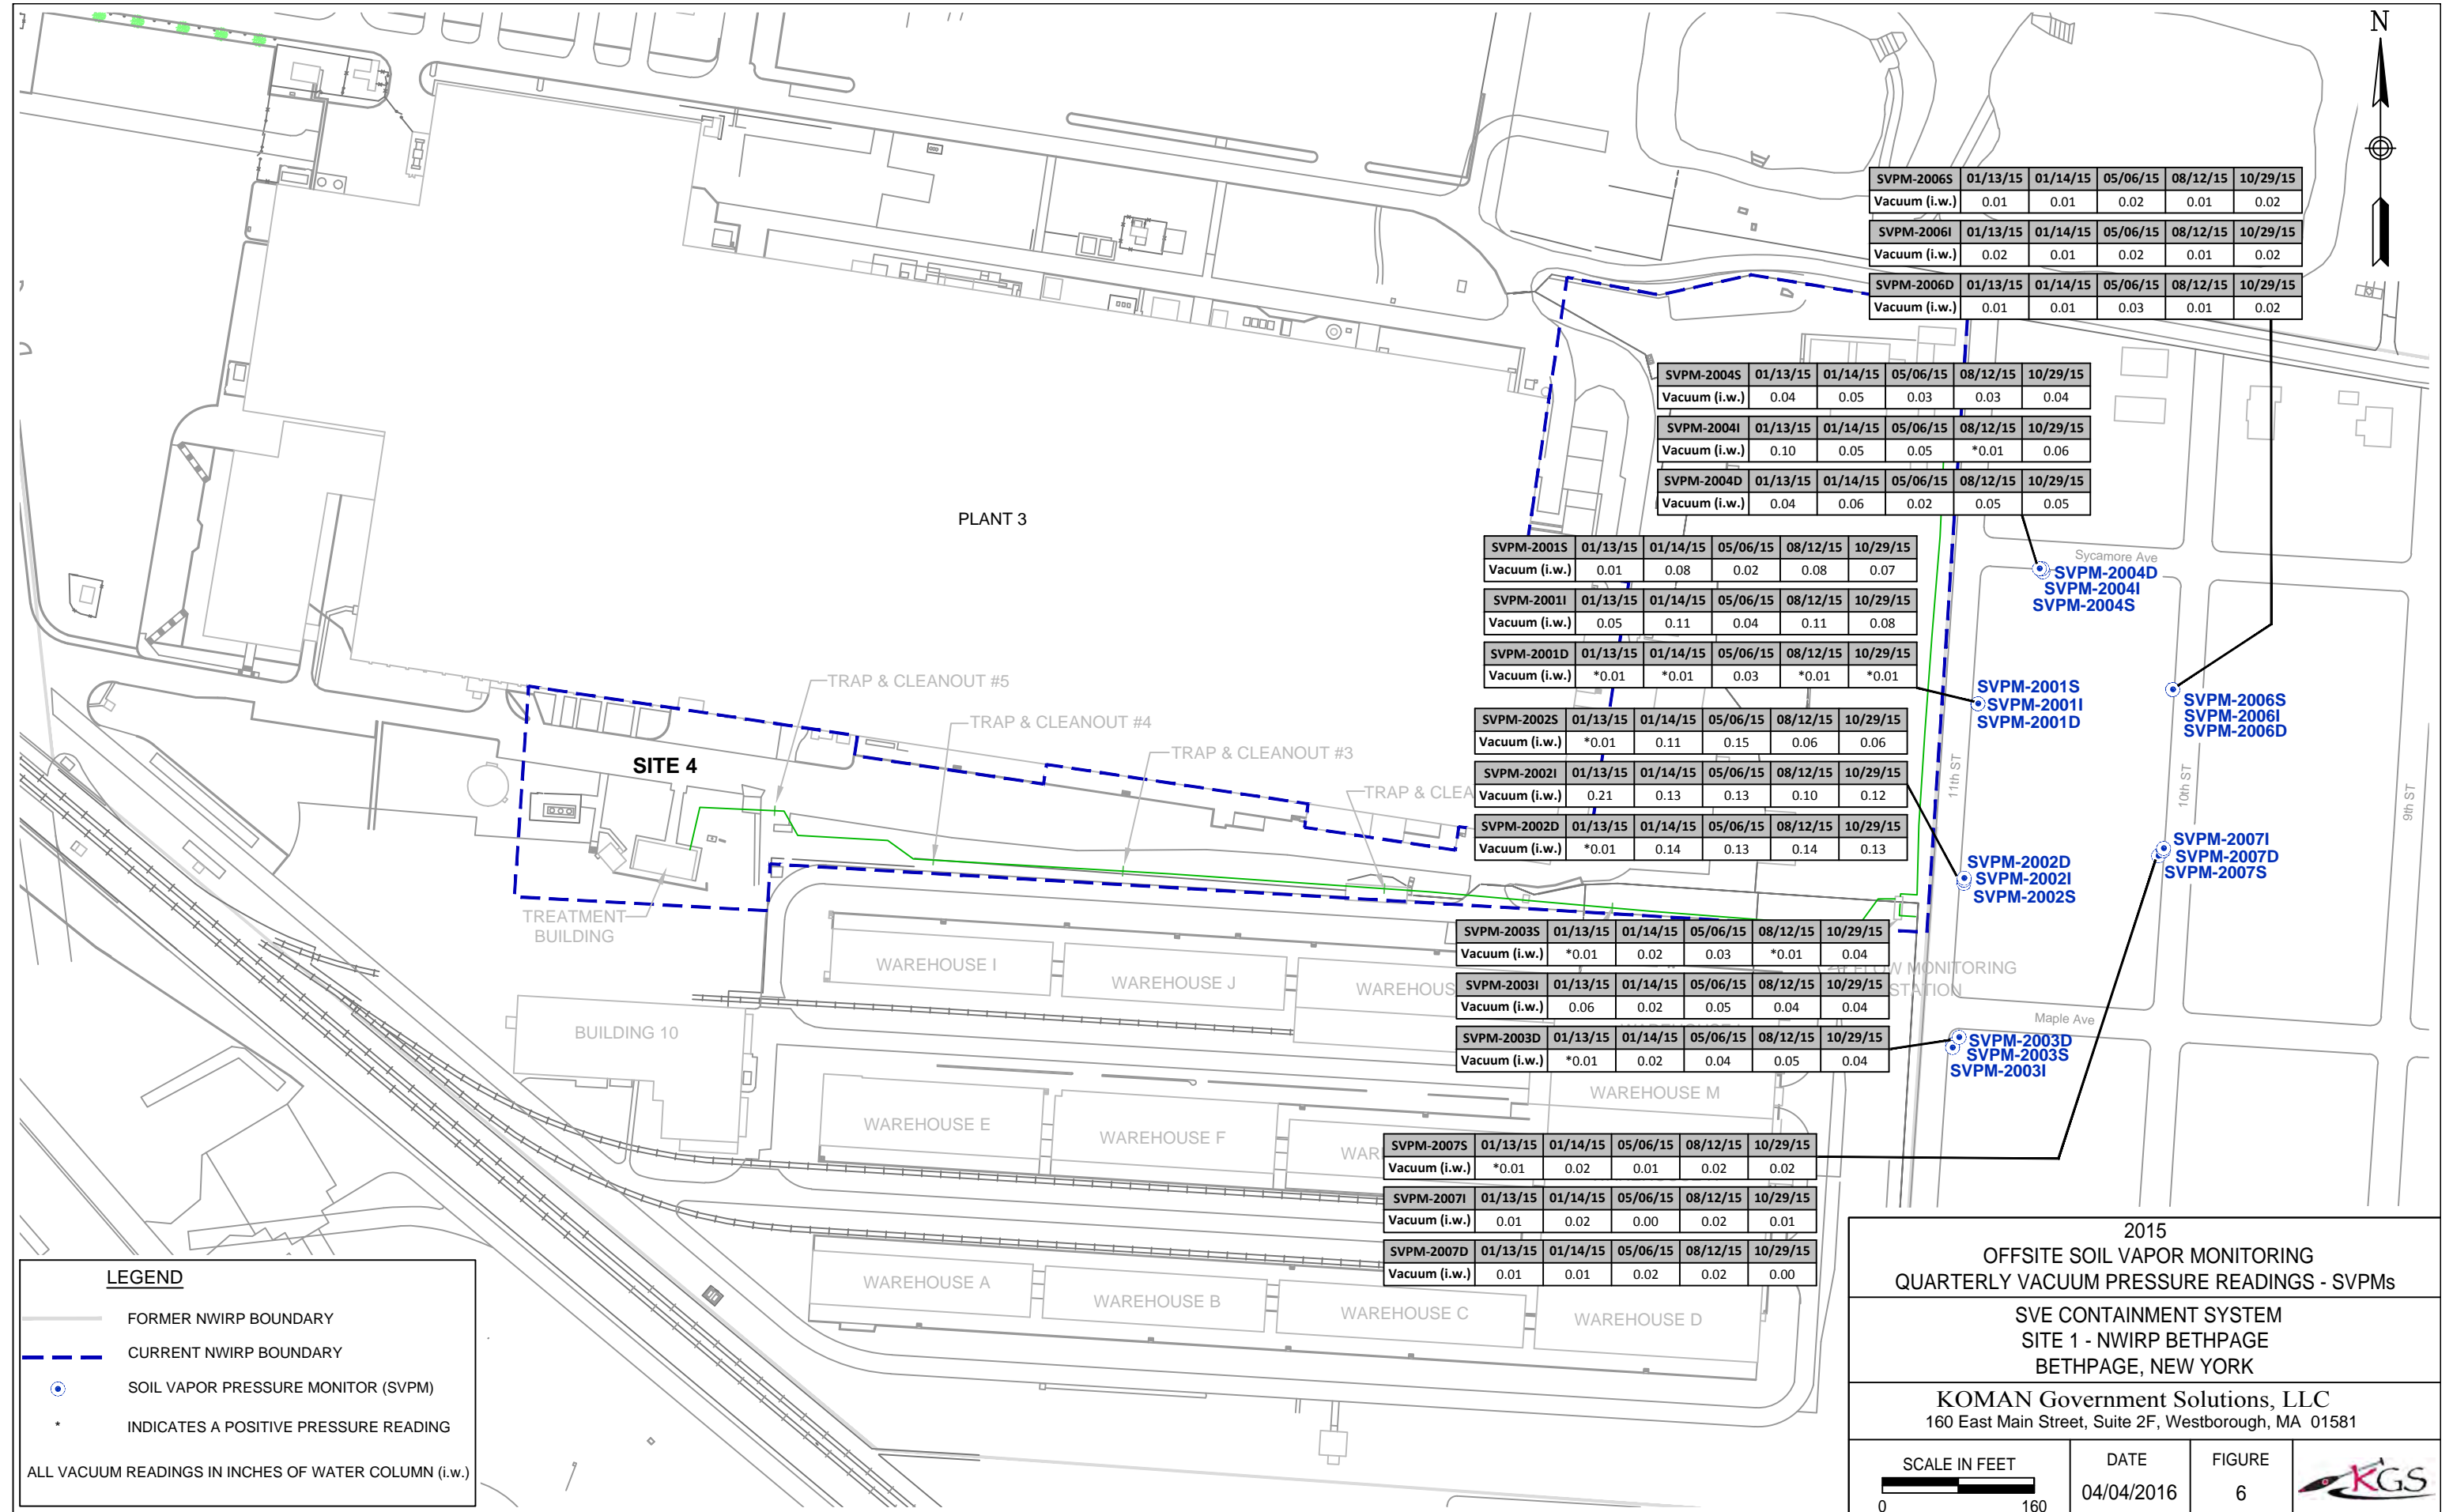 N
SVPM-2006S 01/13/15 01/14/15 05/06/15 08/12/15 10/29/15
Vacuum (i.w.) 0.01 0.01 0.02 0.01 0.02
SVPM-2006I 01/13/15 01/14/15 05/06/15 08/12/15 10/29/15
Vacuum (i.w.) 0.02 0.01 0.02 0.01 0.02
SVPM-2006D 01/13/15 01/14/15 05/06/15 08/12/15 10/29/15
Vacuum (i.w.) 0.01 0.01 0.03 0.01 0.02
SVPM-2004S 01/13/15 01/14/15 05/06/15 08/12/15 10/29/15
Vacuum (i.w.) 0.04 0.05 0.03 0.03 0.04
SVPM-2004I 01/13/15 01/14/15 05/06/15 08/12/15 10/29/15
Vacuum (i.w.) 0.10 0.05 0.05 *0.01 0.06
SVPM-2004D 01/13/15 01/14/15 05/06/15 08/12/15 10/29/15
Vacuum (i.w.) 0.04 0.06 0.02 0.05 0.05
PLANT 3
SVPM-2001S 01/13/15 01/14/15 05/06/15 08/12/15 10/29/15
Vacuum (i.w.) 0.01 0.08 0.02 0.08 0.07
SVPM-2001I 01/13/15 01/14/15 05/06/15 08/12/15 10/29/15
Vacuum (i.w.) 0.05 0.11 0.04 0.11 0.08
SVPM-2001D 01/13/15 01/14/15 05/06/15 08/12/15 10/29/15
Vacuum (i.w.) *0.01 *0.01 0.03 *0.01 *0.01
Sycamore Ave
SVPM-2004D
SVPM-2004I
SVPM-2004S
SVPM-2001S
SVPM-2001I
SVPM-2001D
SVPM-2006S
SVPM-2006I
SVPM-2006D
TRAP & CLEANOUT #5
TRAP & CLEANOUT #4
TRAP & CLEANOUT #3
TRAP & CLEA
SITE 4
SVPM-2002S 01/13/15 01/14/15 05/06/15 08/12/15 10/29/15
Vacuum (i.w.) *0.01 0.11 0.15 0.06 0.06
SVPM-2002I 01/13/15 01/14/15 05/06/15 08/12/15 10/29/15
Vacuum (i.w.) 0.21 0.13 0.13 0.10 0.12
SVPM-2002D 01/13/15 01/14/15 05/06/15 08/12/15 10/29/15
Vacuum (i.w.) *0.01 0.14 0.13 0.14 0.13
11th ST
10th ST
9th ST
SVPM-2007I
SVPM-2007D
SVPM-2007S
SVPM-2002D
SVPM-2002I
SVPM-2002S
TREATMENT
BUILDING
SVPM-2003S 01/13/15 01/14/15 05/06/15 08/12/15 10/29/15
Vacuum (i.w.) *0.01 0.02 0.03 *0.01 0.04
SVPM-2003I 01/13/15 01/14/15 05/06/15 08/12/15 10/29/15
Vacuum (i.w.) 0.06 0.02 0.05 0.04 0.04
SVPM-2003D 01/13/15 01/14/15 05/06/15 08/12/15 10/29/15
Vacuum (i.w.) *0.01 0.02 0.04 0.05 0.04
FLOW MONITORING
STATION
Maple Ave
SVPM-2003D
SVPM-2003S
SVPM-2003I
WAREHOUSE I
WAREHOUSE J
WAREHOUS
BUILDING 10
WAREHOUSE M
WAREHOUSE E
WAREHOUSE F
WAR
SVPM-2007S 01/13/15 01/14/15 05/06/15 08/12/15 10/29/15
Vacuum (i.w.) *0.01 0.02 0.01 0.02 0.02
SVPM-2007I 01/13/15 01/14/15 05/06/15 08/12/15 10/29/15
Vacuum (i.w.) 0.01 0.02 0.00 0.02 0.01
SVPM-2007D 01/13/15 01/14/15 05/06/15 08/12/15 10/29/15
Vacuum (i.w.) 0.01 0.01 0.02 0.02 0.00
WAREHOUSE A
WAREHOUSE B
WAREHOUSE C
WAREHOUSE D
LEGEND
FORMER NWIRP BOUNDARY
CURRENT NWIRP BOUNDARY
SOIL VAPOR PRESSURE MONITOR (SVPM)
* INDICATES A POSITIVE PRESSURE READING
ALL VACUUM READINGS IN INCHES OF WATER COLUMN (i.w.)
2015
OFFSITE SOIL VAPOR MONITORING
QUARTERLY VACUUM PRESSURE READINGS - SVPMs
SVE CONTAINMENT SYSTEM
SITE 1 - NWIRP BETHPAGE
BETHPAGE, NEW YORK
KOMAN Government Solutions, LLC
160 East Main Street, Suite 2F, Westborough, MA 01581
SCALE IN FEET
0 160
DATE
04/04/2016
FIGURE
6
KGS